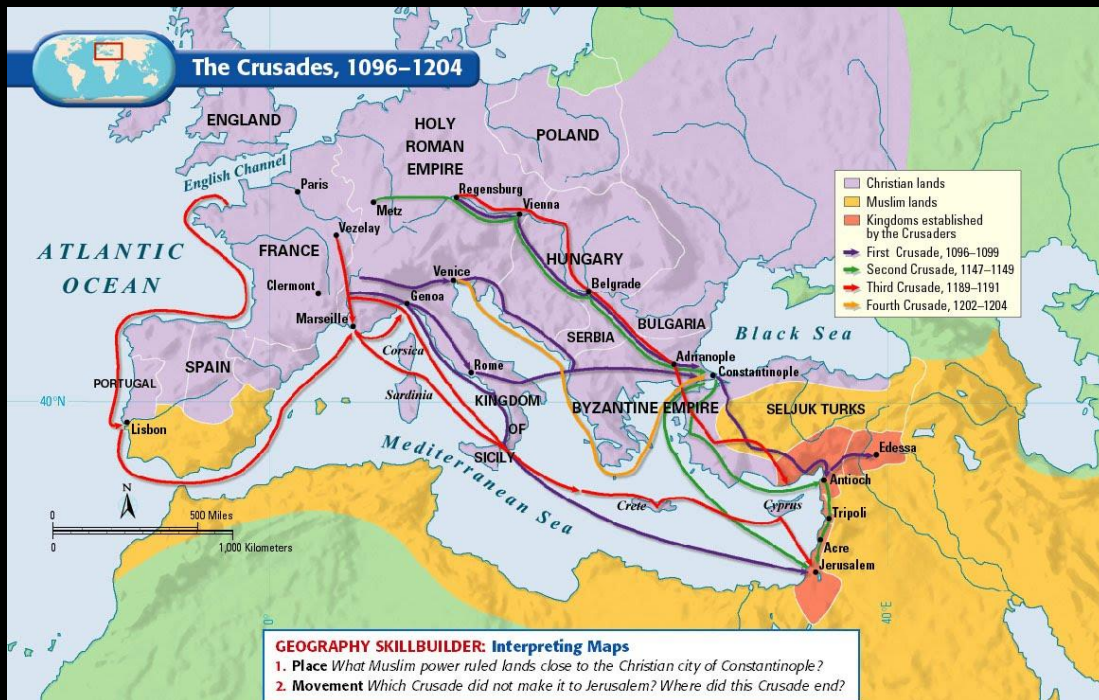 The Crusades, 1096–1204
ENGLAND
HOLY
ROMAN
EMPIRE
POLAND
English Channel
Paris
Metz
Regensburg
Vienna
Vezelay
ATLANTIC
OCEAN
FRANCE
HUNGARY
Clermont
Venice
Genoa
Belgrade
Marseille
SERBIA
BULGARIA
Black Sea
Corsica
Adrianople
SPAIN
Rome
Constantinople
PORTUGAL
Sardinia
40°N
KINGDOM
OF
SICILY
BYZANTINE EMPIRE
SELJUK TURKS
Lisbon
Mediterranean Sea
Edessa
Antioch
Crete
Cyprus
Tripoli
Acre
Jerusalem
N
0
500 Miles
0
1,000 Kilometers
0°
40°E
Christian lands
Muslim lands
Kingdoms established
by the Crusaders
First Crusade, 1096–1099
Second Crusade, 1147–1149
Third Crusade, 1189–1191
Fourth Crusade, 1202–1204
GEOGRAPHY SKILLBUILDER: Interpreting Maps
1. Place What Muslim power ruled lands close to the Christian city of Constantinople?
2. Movement Which Crusade did not make it to Jerusalem? Where did this Crusade end?